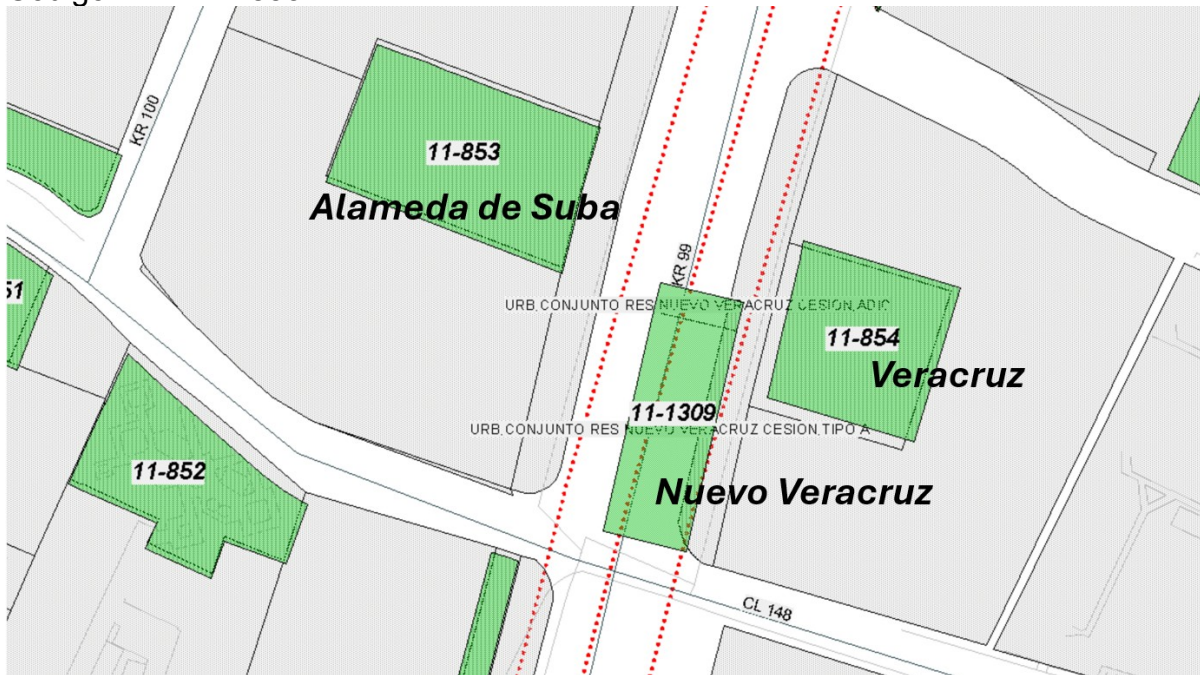 KR 100
11-853
Alameda de Suba
KR 99
51
URB.CONJUNTO RES NUEVO VERACRUZ CESION,ADIC
11-854
Veracruz
11-1309
URB,CONJUNTO RES NUEVO VERACRUZ CESION,TIPO A
11-852
Nuevo Veracruz
CL 148